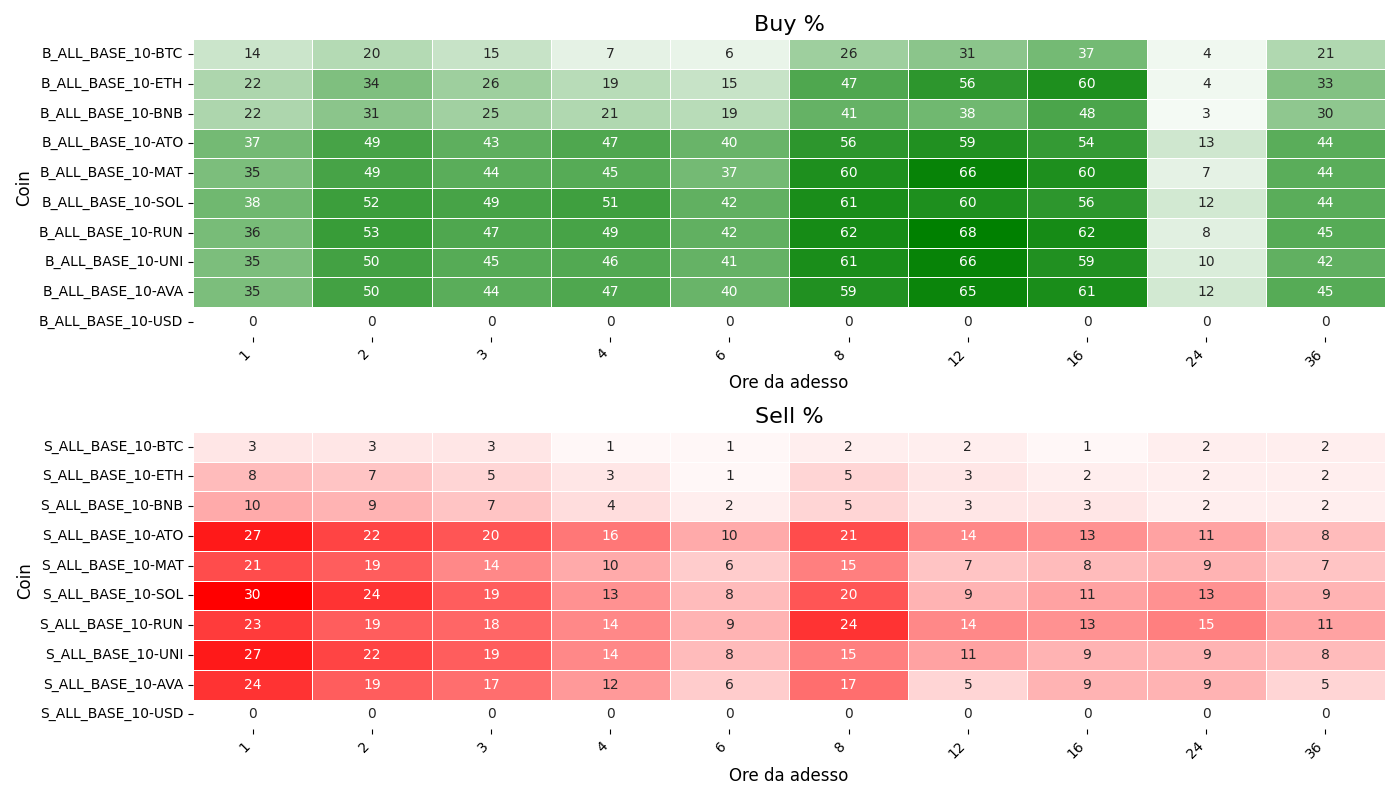 Buy %
Coin
B_ALL_BASE_10-BTC 14 20 15 7 6 26 31 37 4 21
B_ALL_BASE_10-ETH 22 34 26 19 15 47 56 60 4 33
B_ALL_BASE_10-BNB 22 31 25 21 19 41 38 48 3 30
B_ALL_BASE_10-ATO 37 49 43 47 40 56 59 54 13 44
B_ALL_BASE_10-MAT 35 49 44 45 37 60 66 60 7 44
B_ALL_BASE_10-SOL 38 52 49 51 42 61 60 56 12 44
B_ALL_BASE_10-RUN 36 53 47 49 42 62 68 62 8 45
B_ALL_BASE_10-UNI 35 50 45 46 41 61 66 59 10 42
B_ALL_BASE_10-AVA 35 50 44 47 40 59 65 61 12 45
B_ALL_BASE_10-USD 0 0 0 0 0 0 0 0 0 0
1 2 3 4 6 8 12 16 24 36
Ore da adesso
Sell %
Coin
S_ALL_BASE_10-BTC 3 3 3 1 1 2 2 1 2 2
S_ALL_BASE_10-ETH 8 7 5 3 1 5 3 2 2 2
S_ALL_BASE_10-BNB 10 9 7 4 2 5 3 3 2 2
S_ALL_BASE_10-ATO 27 22 20 16 10 21 14 13 11 8
S_ALL_BASE_10-MAT 21 19 14 10 6 15 7 8 9 7
S_ALL_BASE_10-SOL 30 24 19 13 8 20 9 11 13 9
S_ALL_BASE_10-RUN 23 19 18 14 9 24 14 13 15 11
S_ALL_BASE_10-UNI 27 22 19 14 8 15 11 9 9 8
S_ALL_BASE_10-AVA 24 19 17 12 6 17 5 9 9 5
S_ALL_BASE_10-USD 0 0 0 0 0 0 0 0 0 0
1 2 3 4 6 8 12 16 24 36
Ore da adesso